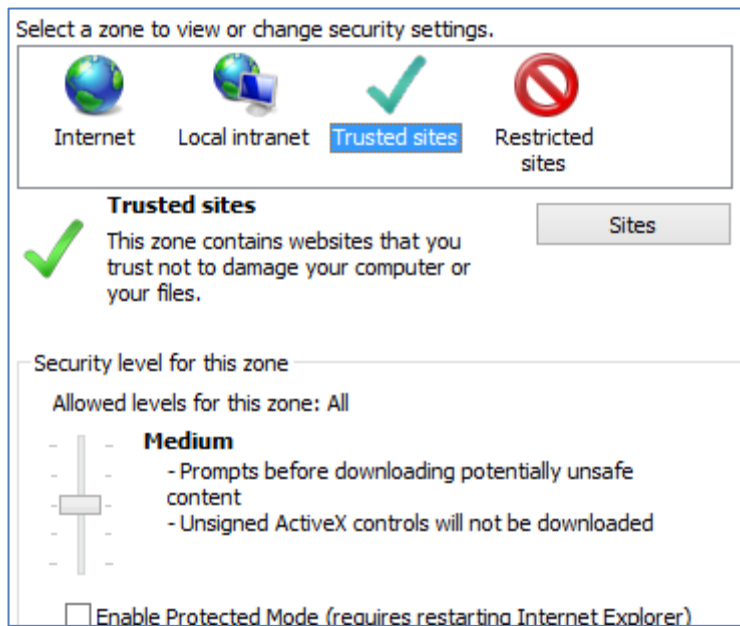 Select a zone to view or change security settings.
Internet
Local intranet
Trusted sites
Restricted
sites
Trusted sites
Sites
This zone contains websites that you
trust not to damage your computer or
your files.
Security level for this zone
Allowed levels for this zone: All
Medium
- Prompts before downloading potentially unsafe
content
- Unsigned ActiveX controls will not be downloaded
Enable Protected Mode (requires restarting Internet Explorer)